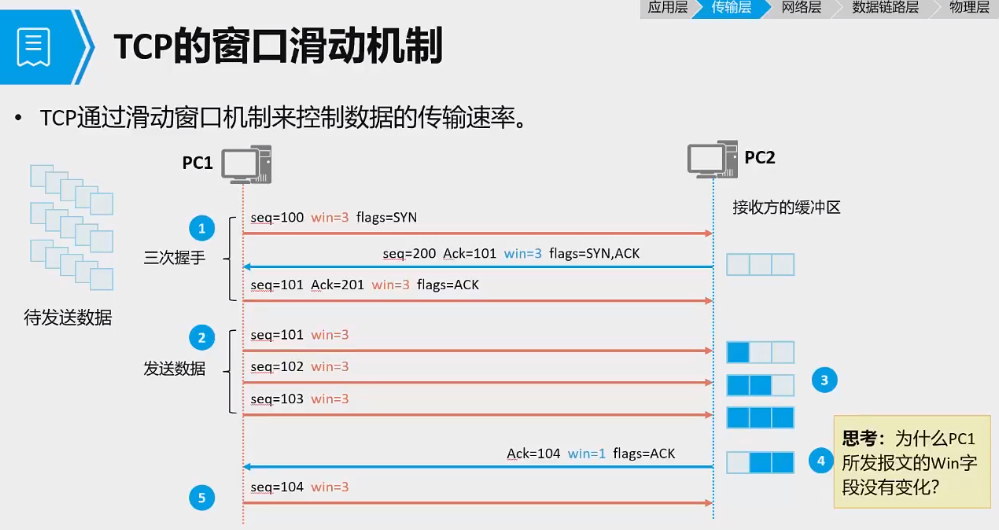 应用层 传输层 网络层 数据链路层 物理层
TCP的窗口滑动机制
• TCP通过滑动窗口机制来控制数据的传输速率。
PC1
PC2
接收方的缓冲区
1
三次握手
seq=100 win=3 flags=SYN
seq=200 Ack=101 win=3 flags=SYN,ACK
seq=101 Ack=201 win=3 flags=ACK
待发送数据
2
发送数据
seq=101 win=3
seq=102 win=3
seq=103 win=3
3
Ack=104 win=1 flags=ACK
4
思考：为什么PC1
所发报文的Win字
段没有变化?
5
seq=104 win=3